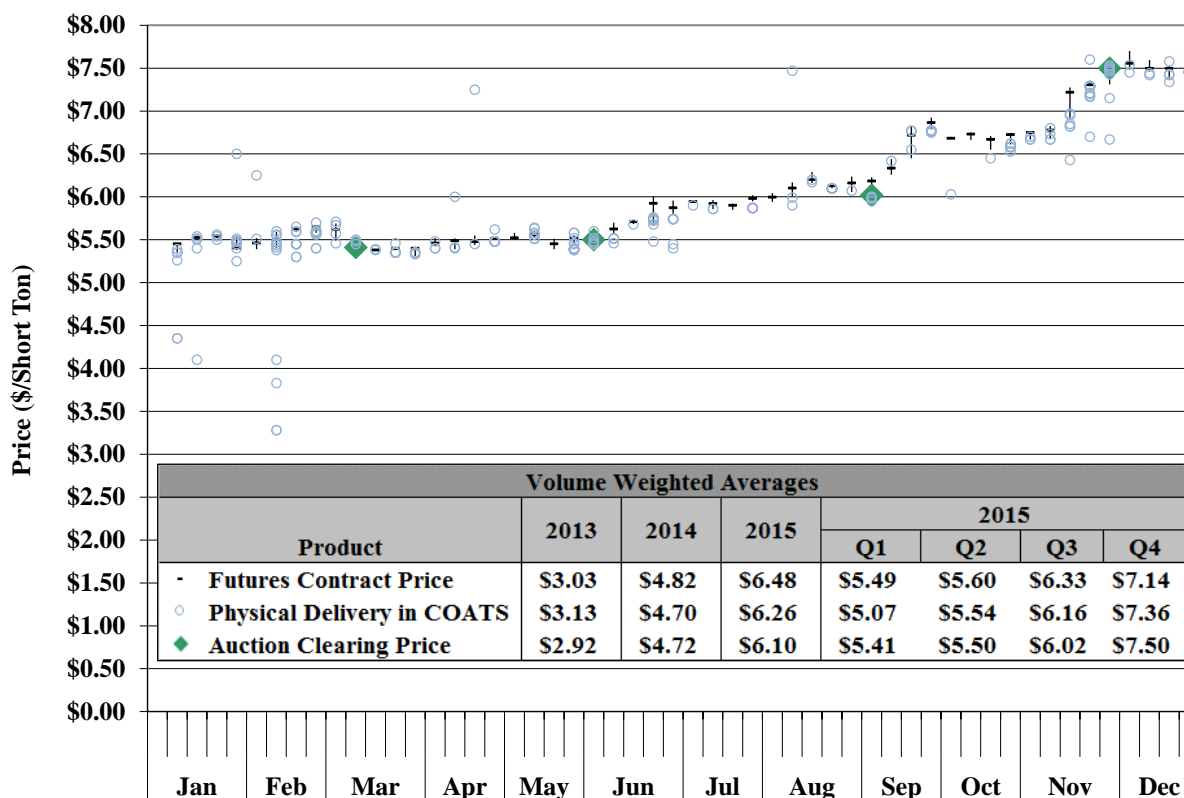 Price ($/Short Ton)
$8.00
$7.50
$7.00
$6.50
$6.00
$5.50
$5.00
$4.50
$4.00
$3.50
$3.00
$2.50
$2.00
$1.50
$1.00
$0.50
$0.00
Volume Weighted Averages
Product 2013 2014 2015 2015
Q1 Q2 Q3 Q4
Futures Contract Price $3.03 $4.82 $6.48 $5.49 $5.60 $6.33 $7.14
Physical Delivery in COATS $3.13 $4.70 $6.26 $5.07 $5.54 $6.16 $7.36
Auction Clearing Price $2.92 $4.72 $6.10 $5.41 $5.50 $6.02 $7.50
Jan Feb Mar Apr May Jun Jul Aug Sep Oct Nov Dec